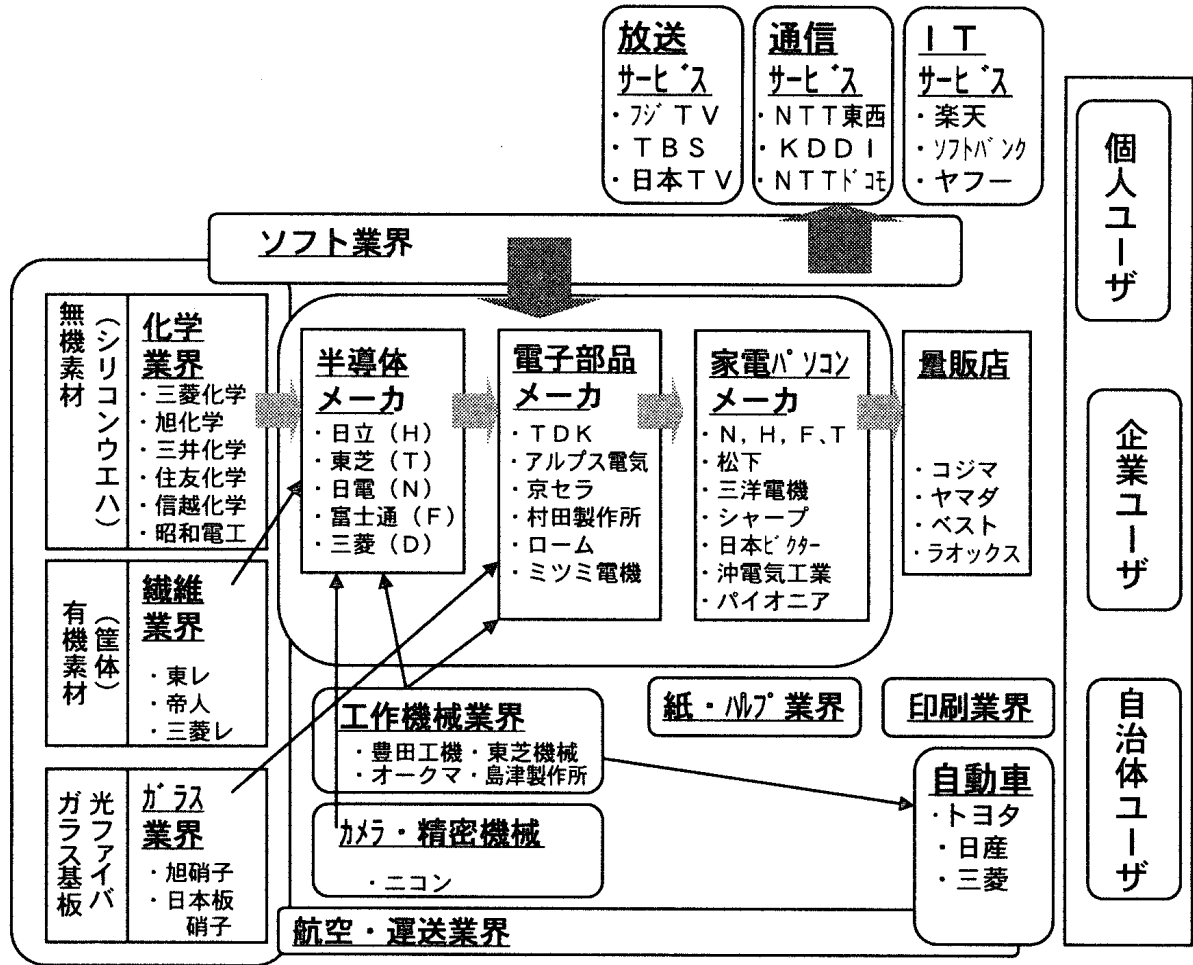 放送
サービス
・フジTV
・TBS
・日本TV
通信
サービス
・NTT東西
・KDDI
・NTTドコモ
IT
サービス
・楽天
・ソフトバンク
・ヤフー
個人ユーザ
企業ユーザ
自治体ユーザ
ソフト業界
無機素材
(シリコンウエハ)
化学
業界
・三菱化学
・旭化学
・三井化学
・住友化学
・信越化学
・昭和電工
半導体
メーカ
・日立(H)
・東芝(T)
・日電(N)
・富士通(F)
・三菱(D)
電子部品
メーカ
・TDK
・アルプス電気
・京セラ
・村田製作所
・ローム
・ミツミ電機
家電パソコン
メーカ
・N,H,F、T
・松下
・三洋電機
・シャープ
・日本ビクター
・沖電気工業
・パイオニア
量販店
・コジマ
・ヤマダ
・ベスト
・ラオックス
有機素材
(筐体)
繊維
業界
・東レ
・帝人
・三菱レ
光ファイバ
ガラス基板
ガラス
業界
・旭硝子
・日本板
硝子
工作機械業界
・豊田工機・東芝機械
・オークマ・島津製作所
紙・パルプ業界
印刷業界
カメラ・精密機械
・ニコン
自動車
・トヨタ
・日産
・三菱
航空・運送業界